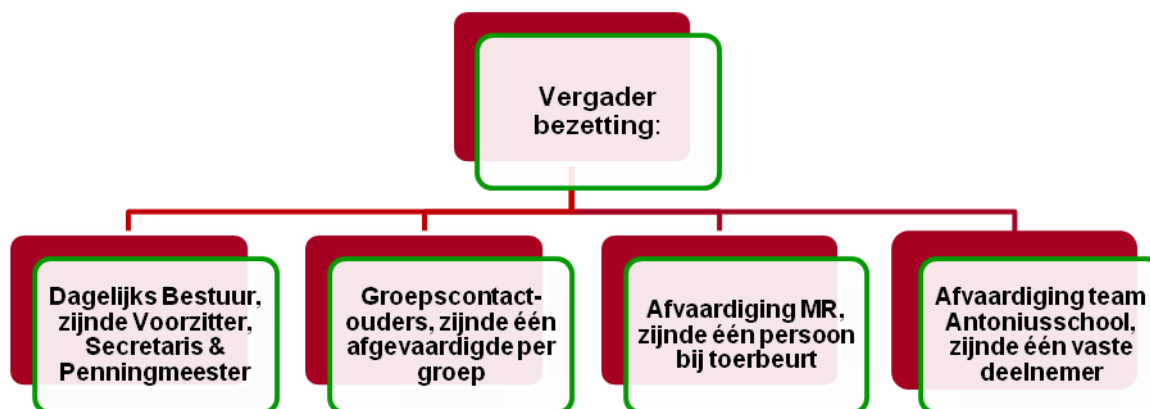 Vergader
bezetting:
Dagelijks Bestuur,
zijnde Voorzitter,
Secretaris &
Penningmeester
Groepscontact-
ouders, zijnde één
afgevaardigde per
groep
Afvaardiging MR,
zijnde één persoon
bij toerbeurt
Afvaardiging team
Antoniusschool,
zijnde één vaste
deelnemer